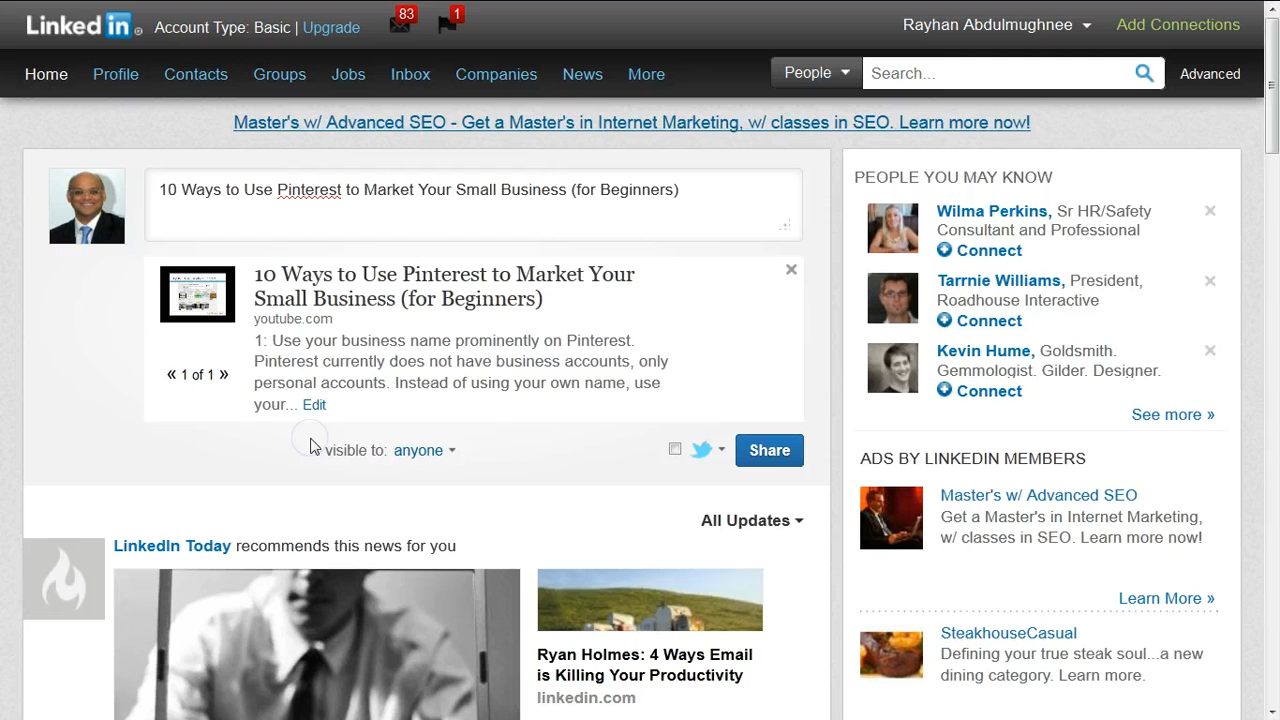 Linked in Account Type: Basic | Upgrade 83 1 Rayhan Abdulmughnee Add Connections
Home Profile Contacts Groups Jobs Inbox Companies News More People Search... Advanced
Master's w/ Advanced SEO - Get a Master's in Internet Marketing, w/ classes in SEO. Learn more now!
10 Ways to Use Pinterest to Market Your Small Business (for Beginners)
10 Ways to Use Pinterest to Market Your
Small Business (for Beginners)
youtube.com
1: Use your business name prominently on Pinterest.
Pinterest currently does not have business accounts, only
personal accounts. Instead of using your own name, use
your... Edit
« 1 of 1 »
visible to: anyone
Share
All Updates
LinkedIn Today recommends this news for you
Ryan Holmes: 4 Ways Email
is Killing Your Productivity
linkedin.com
PEOPLE YOU MAY KNOW
Wilma Perkins, Sr HR/Safety
Consultant and Professional
Connect
Tarrnie Williams, President,
Roadhouse Interactive
Connect
Kevin Hume, Goldsmith.
Gemmologist. Gilder. Designer.
Connect
See more »
ADS BY LINKEDIN MEMBERS
Master's w/ Advanced SEO
Get a Master's in Internet Marketing,
w/ classes in SEO. Learn more now!
Learn More »
SteakhouseCasual
Defining your true steak soul...a new
dining category. Learn more.